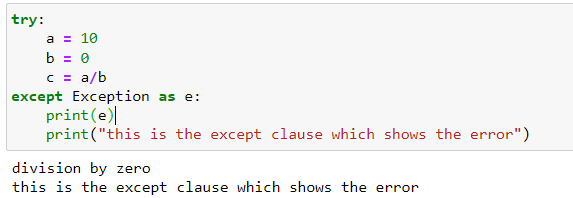 try:
    a = 10
    b = 0
    c = a/b
except Exception as e:
    print(e)
    print("this is the except clause which shows the error")
division by zero
this is the except clause which shows the error